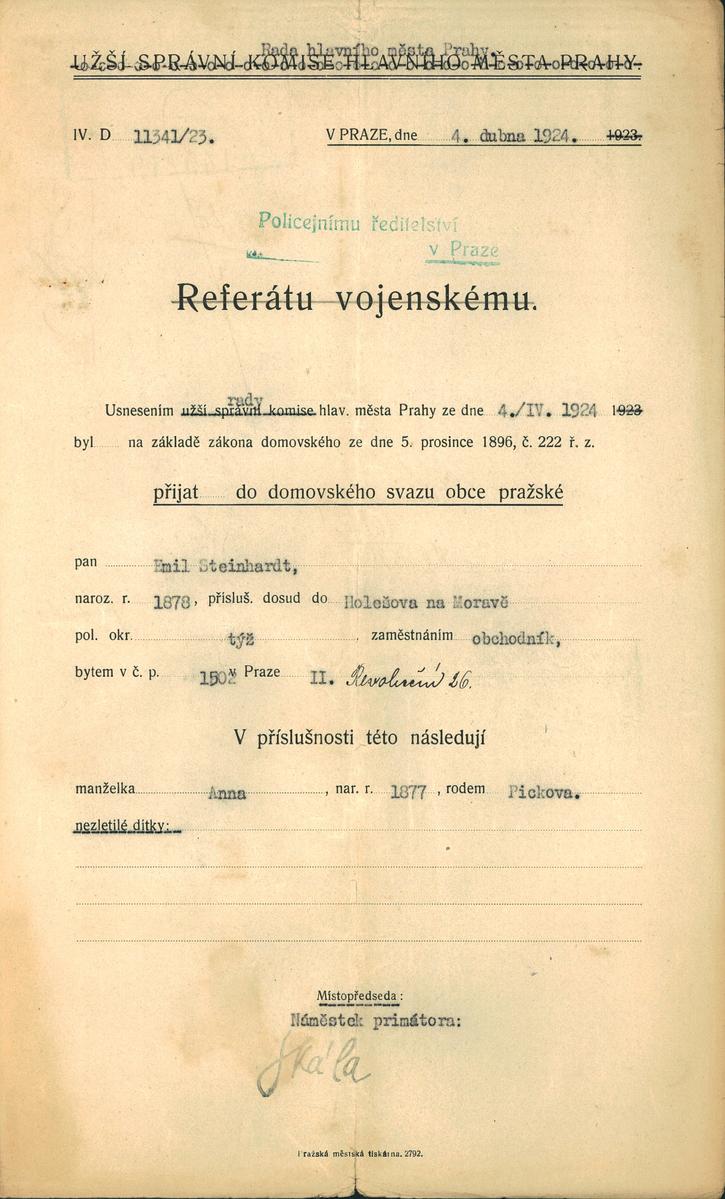 Rada hlavního města Prahy.
UŽŠÍ SPRÁVNÍ KOMISE HLAVNÍHO MĚSTA PRAHY.
IV. D 11341/23. V PRAZE, dne 4. dubna 1924. 1923.
Policejnímu ředitelství
v Praze
Referátu vojenskému.
rady
Usnesením užší správní komise hlav. města Prahy ze dne 4./IV. 1924 1923
byl na základě zákona domovského ze dne 5. prosince 1896, č. 222 ř. z.
přijat do domovského svazu obce pražské
pan Emil Steinhardt,
naroz. r. 1878, přísluš. dosud do Holešova na Moravě
pol. okr. týž , zaměstnáním obchodník,
bytem v č. p. 1502 v Praze II. Revoluční 26.
V příslušnosti této následují
manželka Anna , nar. r. 1877 , rodem Pickova.
nezletilé dítky:
Místopředseda :
Náměstek primátora:
Skála
Pražská městská tiskárna. 2792.